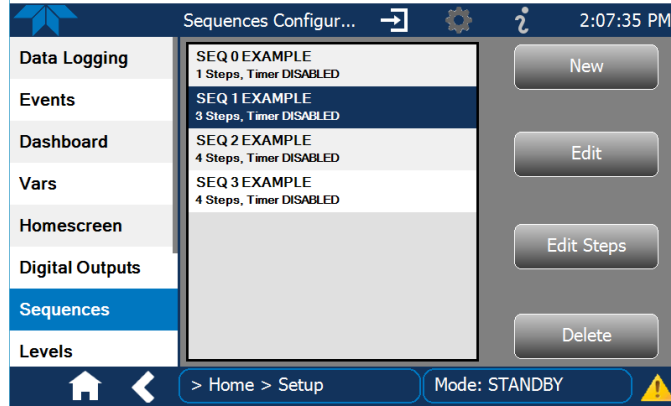 Sequences Configur... 2:07:35 PM
Data Logging
Events
Dashboard
Vars
Homescreen
Digital Outputs
Sequences
Levels
SEQ 0 EXAMPLE
1 Steps, Timer DISABLED
SEQ 1 EXAMPLE
3 Steps, Timer DISABLED
SEQ 2 EXAMPLE
4 Steps, Timer DISABLED
SEQ 3 EXAMPLE
4 Steps, Timer DISABLED
New
Edit
Edit Steps
Delete
> Home > Setup
Mode: STANDBY